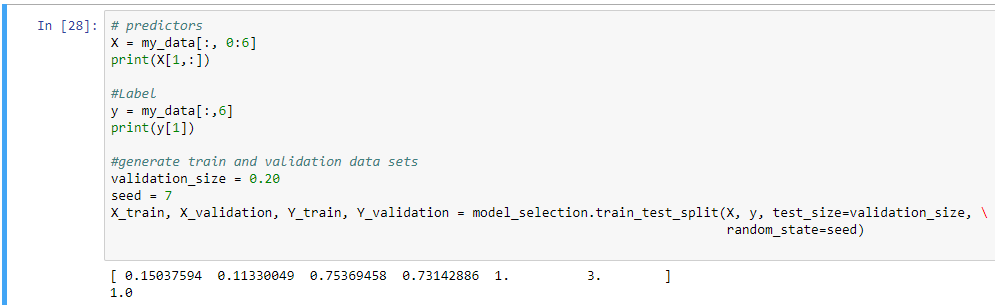 In [28]: # predictors
X = my_data[:, 0:6]
print(X[1,:])
#Label
y = my_data[:,6]
print(y[1])
#generate train and validation data sets
validation_size = 0.20
seed = 7
X_train, X_validation, Y_train, Y_validation = model_selection.train_test_split(X, y, test_size=validation_size, \
random_state=seed)
[ 0.15037594 0.11330049 0.75369458 0.73142886 1. 3. ]
1.0